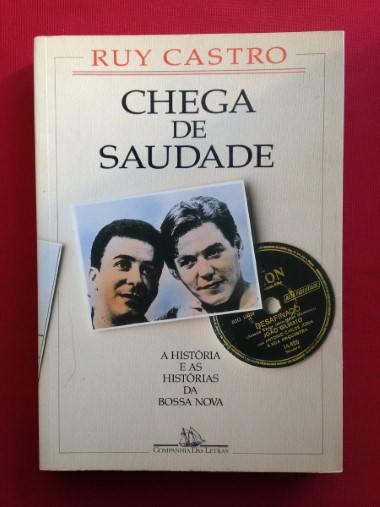 RUY CASTRO
CHEGA
DE
SAUDADE
DESAFINADO
JOÃO GILBERTO
A HISTÓRIA
E AS
HISTÓRIAS
DA
BOSSA NOVA
COMPANHIA DAS LETRAS